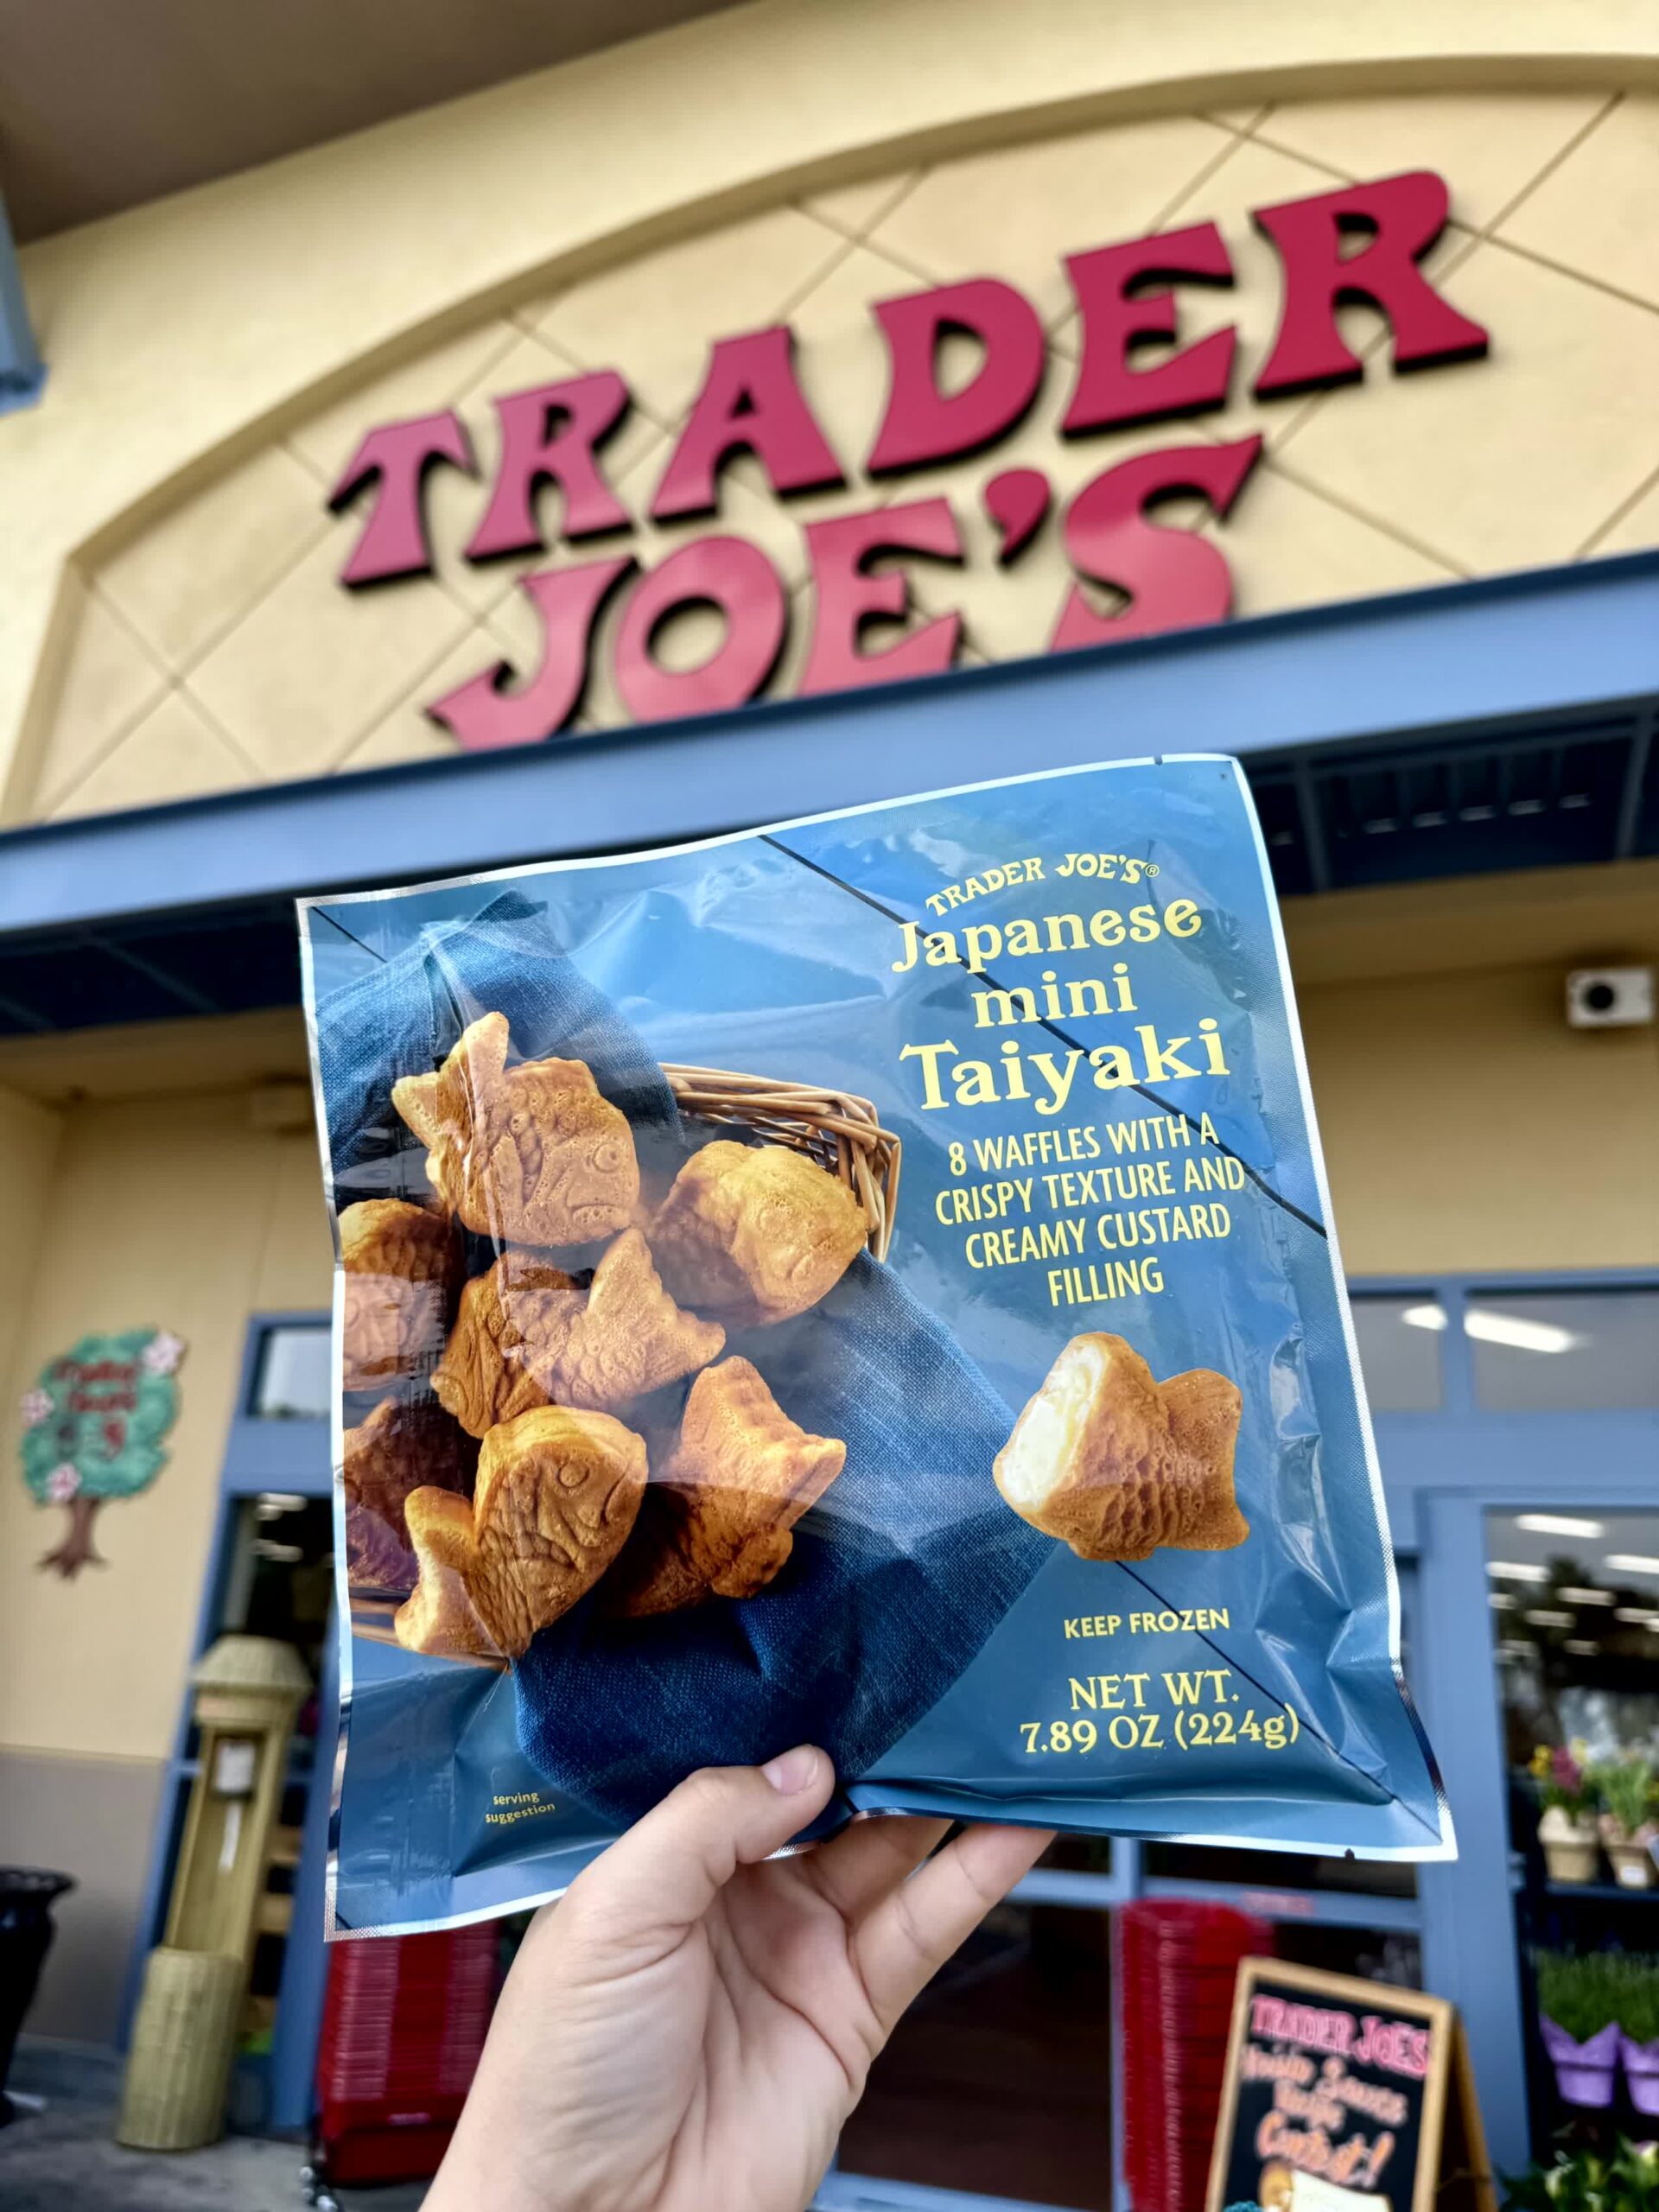 TRADER
JOE'S
TRADER JOE'S®
Japanese
mini
Taiyaki
8 WAFFLES WITH A
CRISPY TEXTURE AND
CREAMY CUSTARD
FILLING
KEEP FROZEN
NET WT.
7.89 OZ (224g)
serving
suggestion
TRADER JOE'S
Contest!